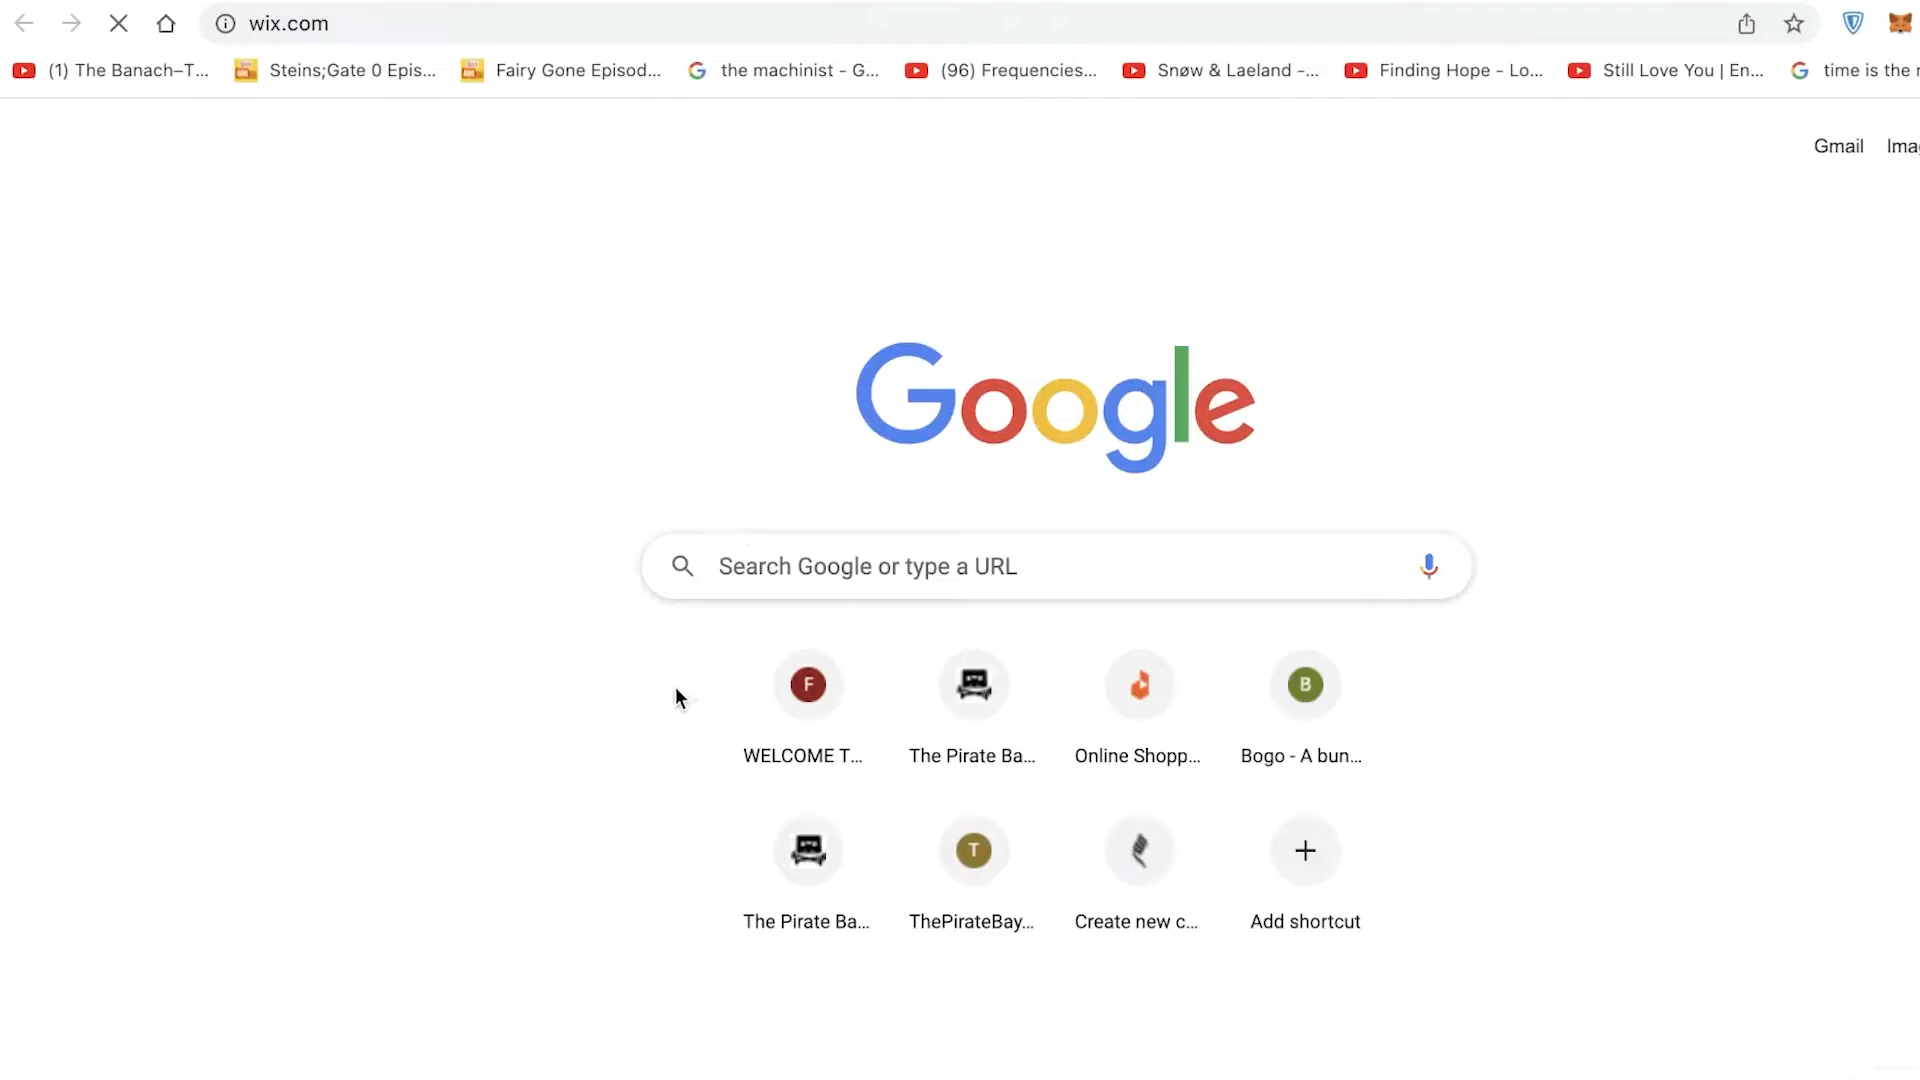 wix.com
(1) The Banach–T... Steins;Gate 0 Epis... Fairy Gone Episod... the machinist - G... (96) Frequencies... Snøw & Laeland -... Finding Hope - Lo... Still Love You | En... time is the r
Gmail Imag
Google
Search Google or type a URL
F B
WELCOME T... The Pirate Ba... Online Shopp... Bogo - A bun...
T
The Pirate Ba... ThePirateBay... Create new c... Add shortcut